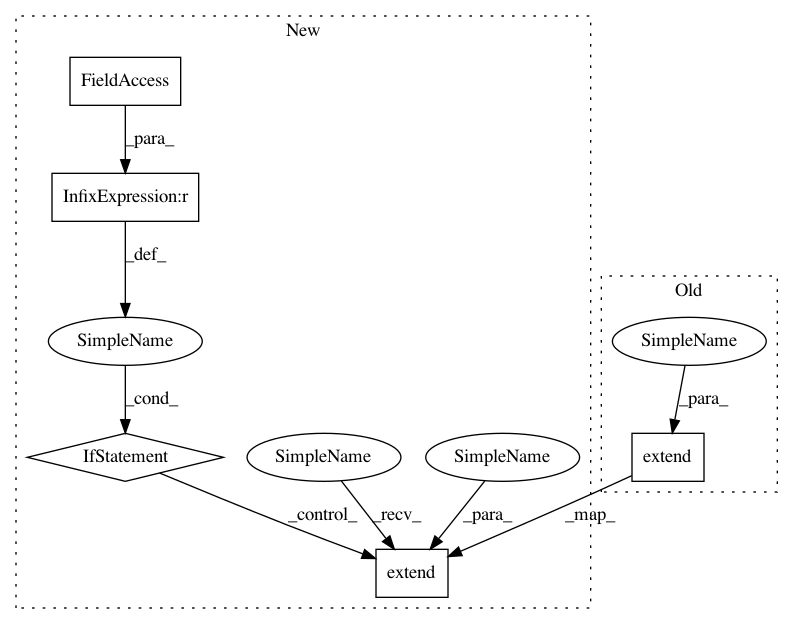 New
FieldAccess
_para_
InfixExpression:r
_def_
Old
SimpleName
SimpleName
_cond_
_para_
IfStatement
SimpleName
SimpleName
extend
_control_
_recv_
_para_
_map_
extend